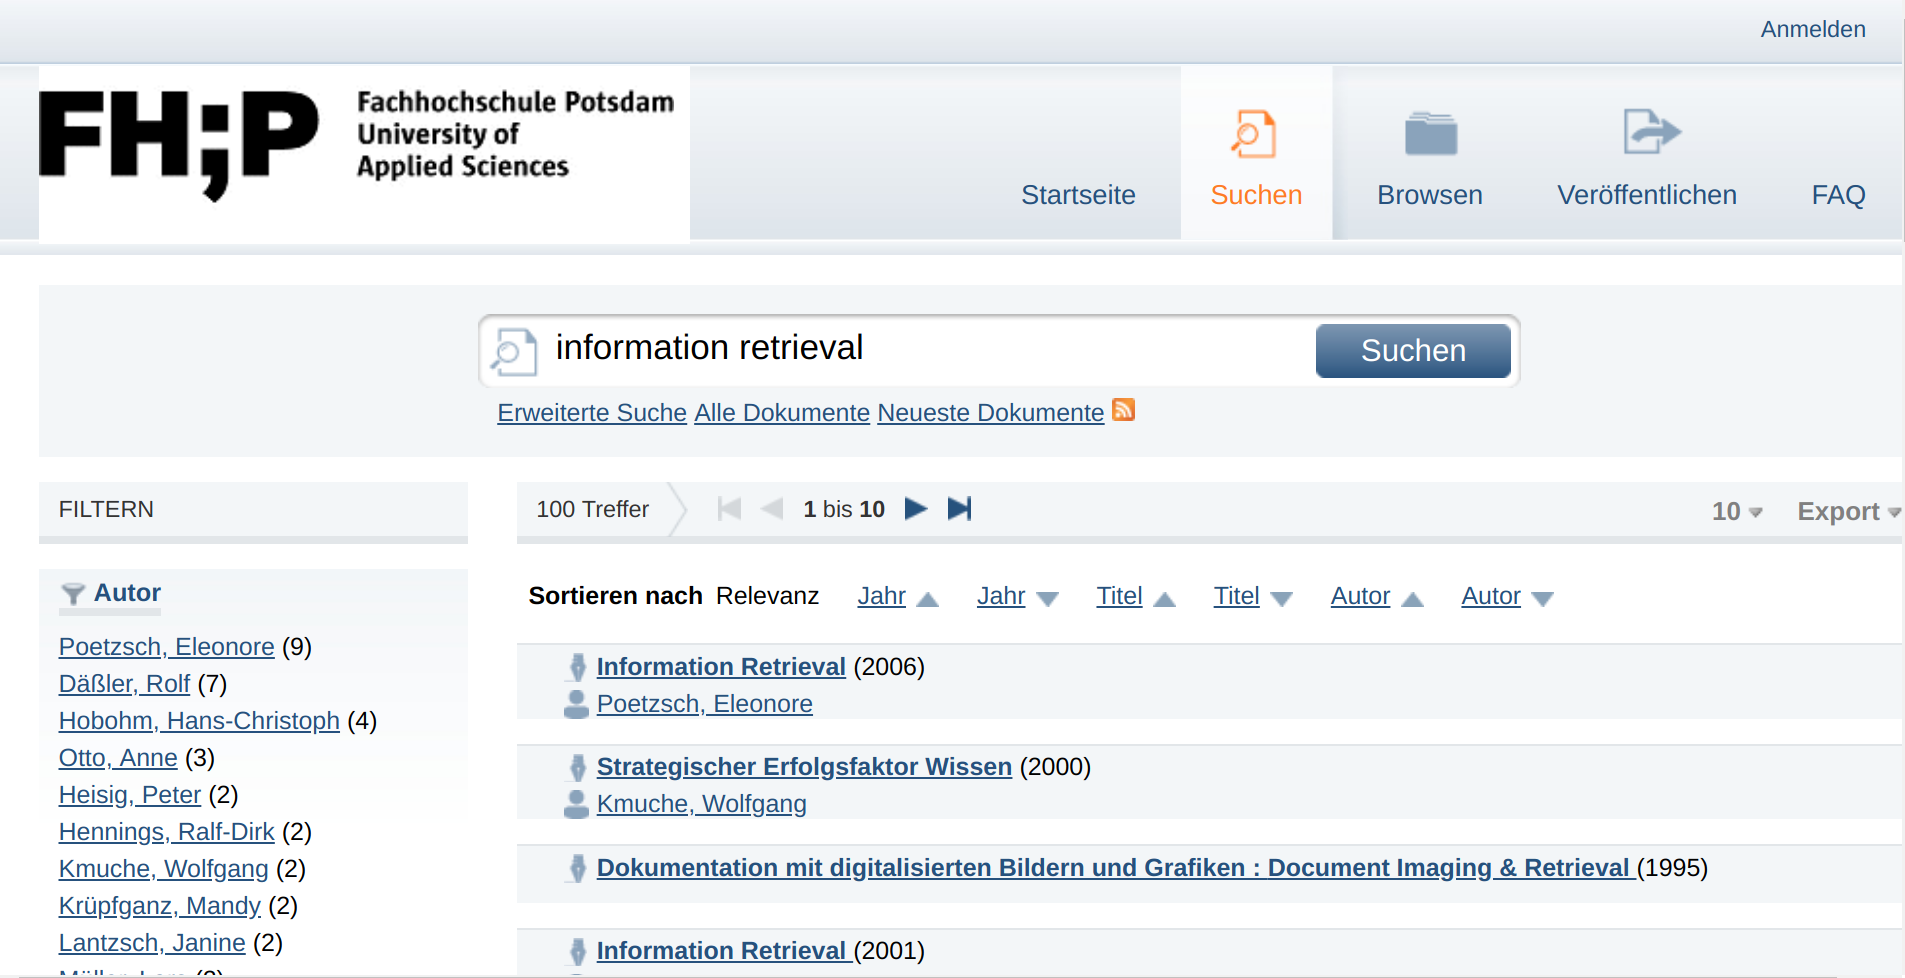 Anmelden
FH;P
Fachhochschule Potsdam
University of
Applied Sciences
Startseite
Suchen
Browsen
Veröffentlichen
FAQ
information retrieval
Suchen
Erweiterte Suche Alle Dokumente Neueste Dokumente
FILTERN
Autor
Poetzsch, Eleonore (9)
Däßler, Rolf (7)
Hobohm, Hans-Christoph (4)
Otto, Anne (3)
Heisig, Peter (2)
Hennings, Ralf-Dirk (2)
Kmuche, Wolfgang (2)
Krüpfganz, Mandy (2)
Lantzsch, Janine (2)
100 Treffer 1 bis 10 10 Export
Sortieren nach Relevanz Jahr Jahr Titel Titel Autor Autor
Information Retrieval (2006)
Poetzsch, Eleonore
Strategischer Erfolgsfaktor Wissen (2000)
Kmuche, Wolfgang
Dokumentation mit digitalisierten Bildern und Grafiken : Document Imaging & Retrieval (1995)
Information Retrieval (2001)